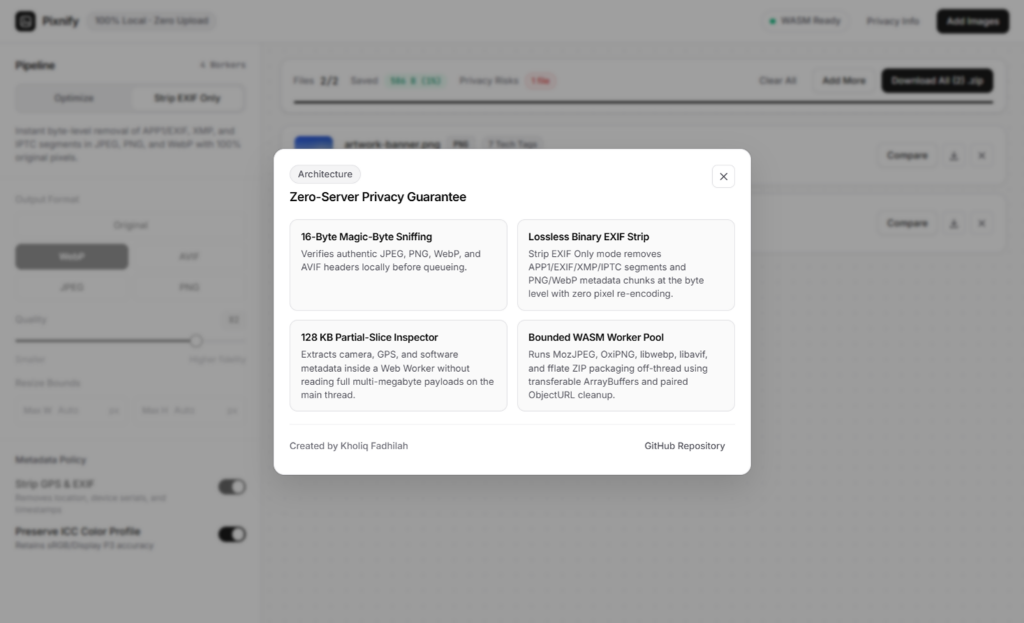 Pixnify
100% Local · Zero Upload
WASM Ready
Privacy Info
Add Images
Pipeline
4 Workers
Optimize
Strip EXIF Only
Instant byte-level removal of APP1/EXIF, XMP, and
IPTC segments in JPEG, PNG, and WebP with 100%
original pixels.
Output Format
Original
WebP
AVIF
JPEG
PNG
Quality
82
Smaller
Higher fidelity
Resize Bounds
Max W Auto
px
Max H Auto
px
Metadata Policy
Strip GPS & EXIF
Removes location, device serials, and
timestamps
Preserve ICC Color Profile
Retains sRGB/Display P3 accuracy.
Files 2/2
Saved
Privacy Risks
1 file
Clear All
Add More
Download All (2) .zip
artwork-banner.png
PNG
7 Tech Tags
Compare
Compare
Architecture
Zero-Server Privacy Guarantee
16-Byte Magic-Byte Sniffing
Verifies authentic JPEG, PNG, WebP, and
AVIF headers locally before queueing.
Lossless Binary EXIF Strip
Strip EXIF Only mode removes
APP1/EXIF/XMP/IPTC segments and
PNG/WebP metadata chunks at the byte
level with zero pixel re-encoding.
128 KB Partial-Slice Inspector
Extracts camera, GPS, and software
metadata inside a Web Worker without
reading full multi-megabyte payloads on the
main thread.
Bounded WASM Worker Pool
Runs MozJPEG, OxiPNG, libwebp, libavif,
and fflate ZIP packaging off-thread using
transferable ArrayBuffers and paired
ObjectURL cleanup.
Created by Kholiq Fadhilah
GitHub Repository